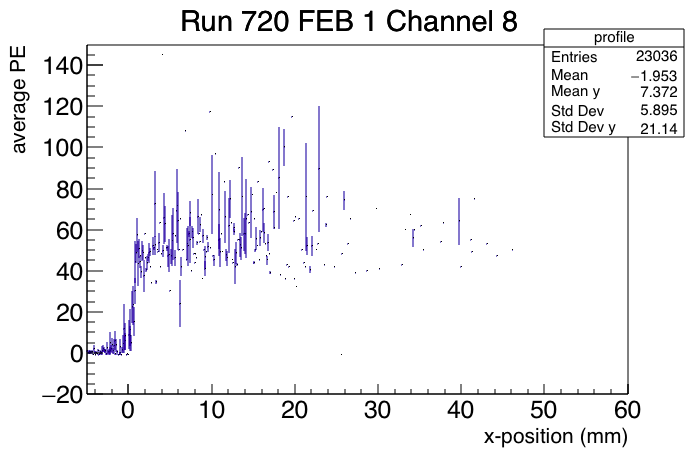 Run 720 FEB 1 Channel 8
profile
Entries 23036
Mean −1.953
Mean y 7.372
Std Dev 5.895
Std Dev y 21.14
average PE
140
120
100
80
60
40
20
0
−20
0 10 20 30 40 50 60
x-position (mm)